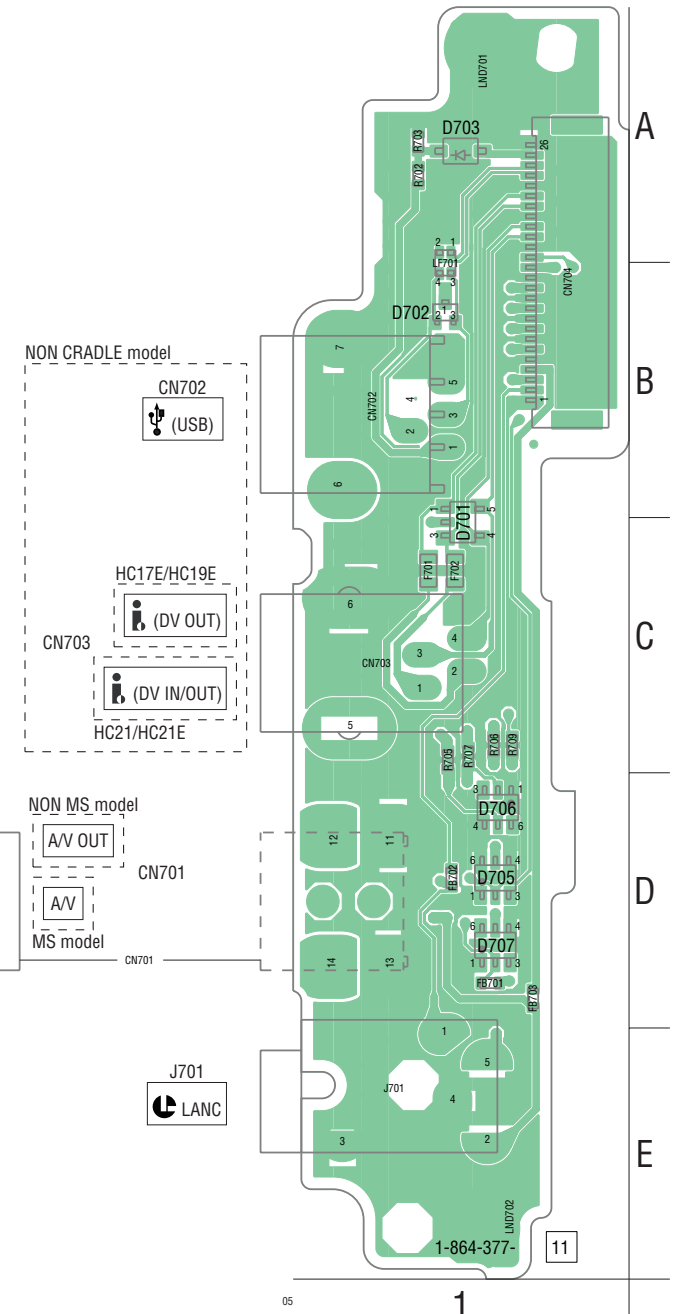 LND701
A
D703
R703
R702
26
2 1
LF701
4 3
CN704
D702
1
2 3
NON CRADLE model
7
B
CN702
(USB)
CN702
5
4
3
2
1
1
6
1 5
D701
3 4
HC17E/HC19E
F701
F702
(DV OUT)
6
C
CN703
4
3
CN703
2
1
(DV IN/OUT)
HC21/HC21E
5
R705
R707
R706
R709
NON MS model
3 1
D706
4 6
A/V OUT
12
11
CN701
6 4
D705
FB702
1 3
A/V
D
MS model
6 4
D707
1 3
CN701
14
13
FB701
FB703
1
5
J701
LANC
J701
4
3
2
E
LND702
1-864-377-
11
05
1